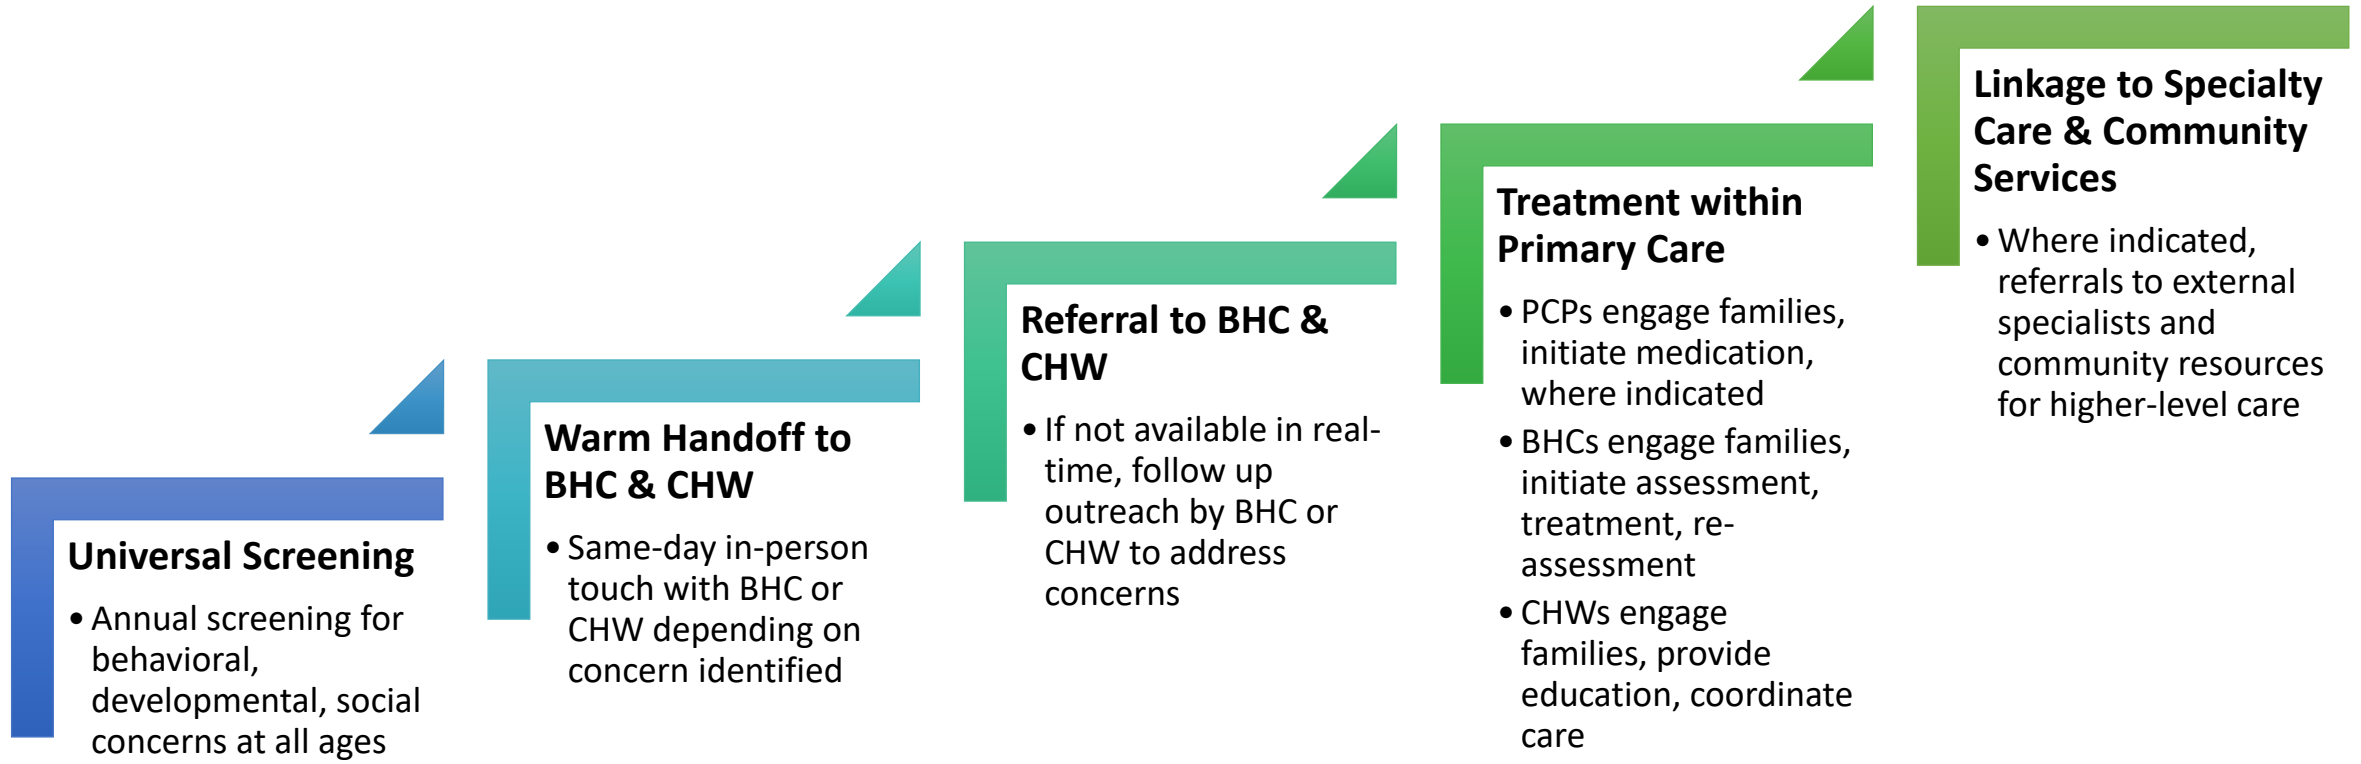 Universal Screening
• Annual screening for
behavioral,
developmental, social
concerns at all ages
Warm Handoff to
BHC & CHW
• Same-day in-person
touch with BHC or
CHW depending on
concern identified
Referral to BHC &
CHW
• If not available in real-
time, follow up
outreach by BHC or
CHW to address
concerns
Treatment within
Primary Care
• PCPs engage families,
initiate medication,
where indicated
• BHCs engage families,
initiate assessment,
treatment, re-
assessment
• CHWs engage
families, provide
education, coordinate
care
Linkage to Specialty
Care & Community
Services
• Where indicated,
referrals to external
specialists and
community resources
for higher-level care